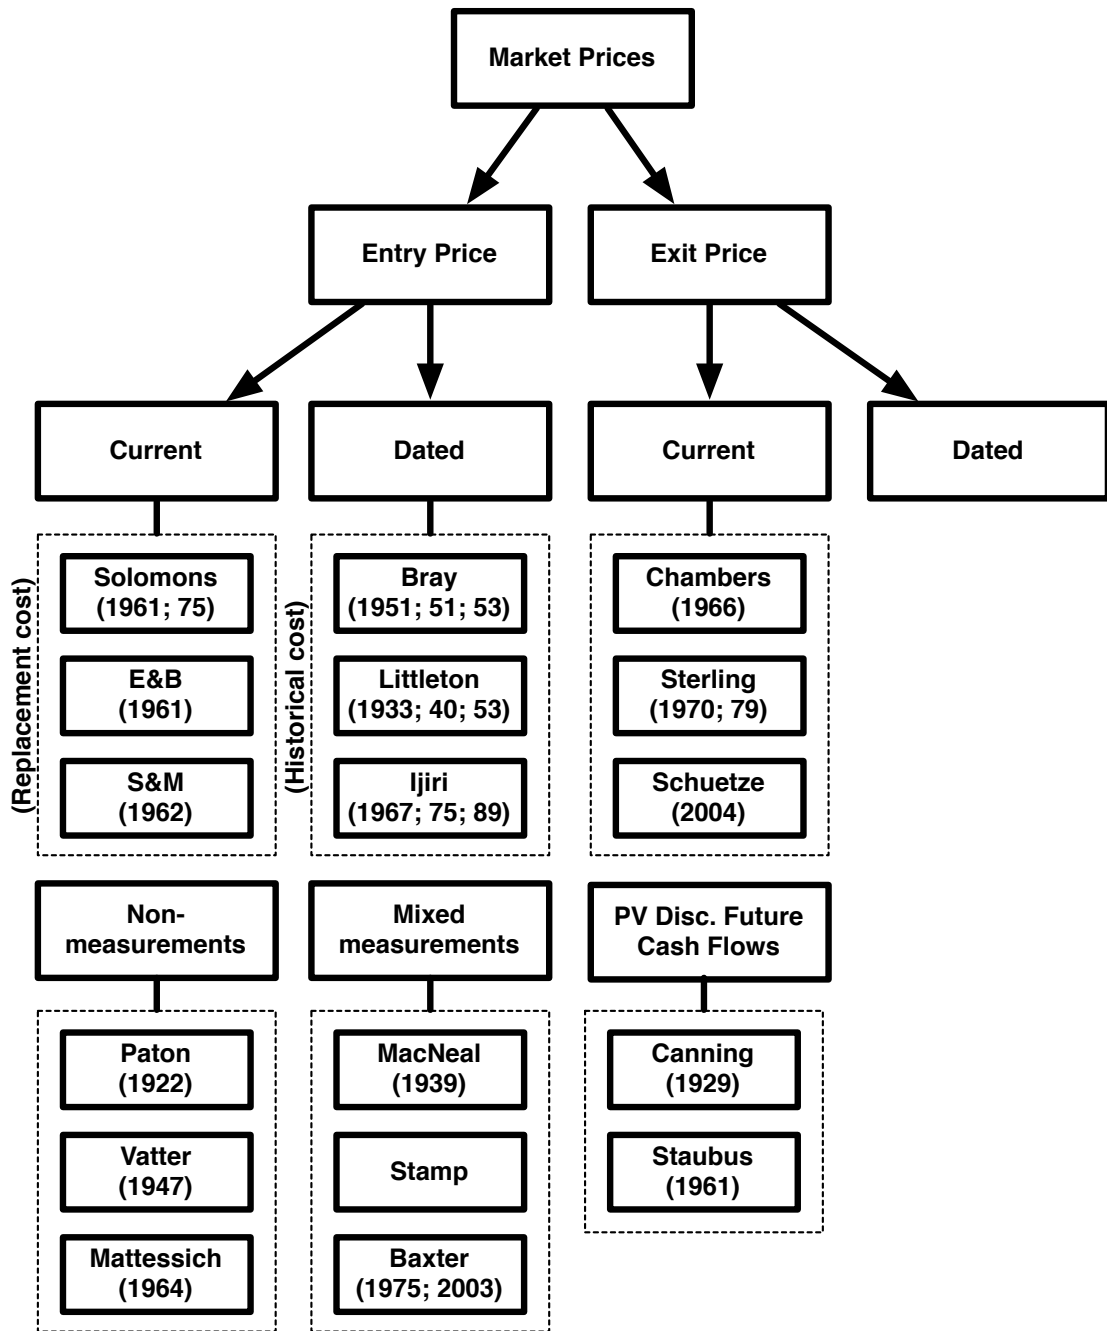 Market Prices
Entry Price
Exit Price
Current
Dated
Current
Dated
(Replacement cost)
Solomons
(1961; 75)
E&B
(1961)
S&M
(1962)
(Historical cost)
Bray
(1951; 51; 53)
Littleton
(1933; 40; 53)
Ijiri
(1967; 75; 89)
Chambers
(1966)
Sterling
(1970; 79)
Schuetze
(2004)
Non-
measurements
Paton
(1922)
Vatter
(1947)
Mattessich
(1964)
Mixed
measurements
MacNeal
(1939)
Stamp
Baxter
(1975; 2003)
PV Disc. Future
Cash Flows
Canning
(1929)
Staubus
(1961)